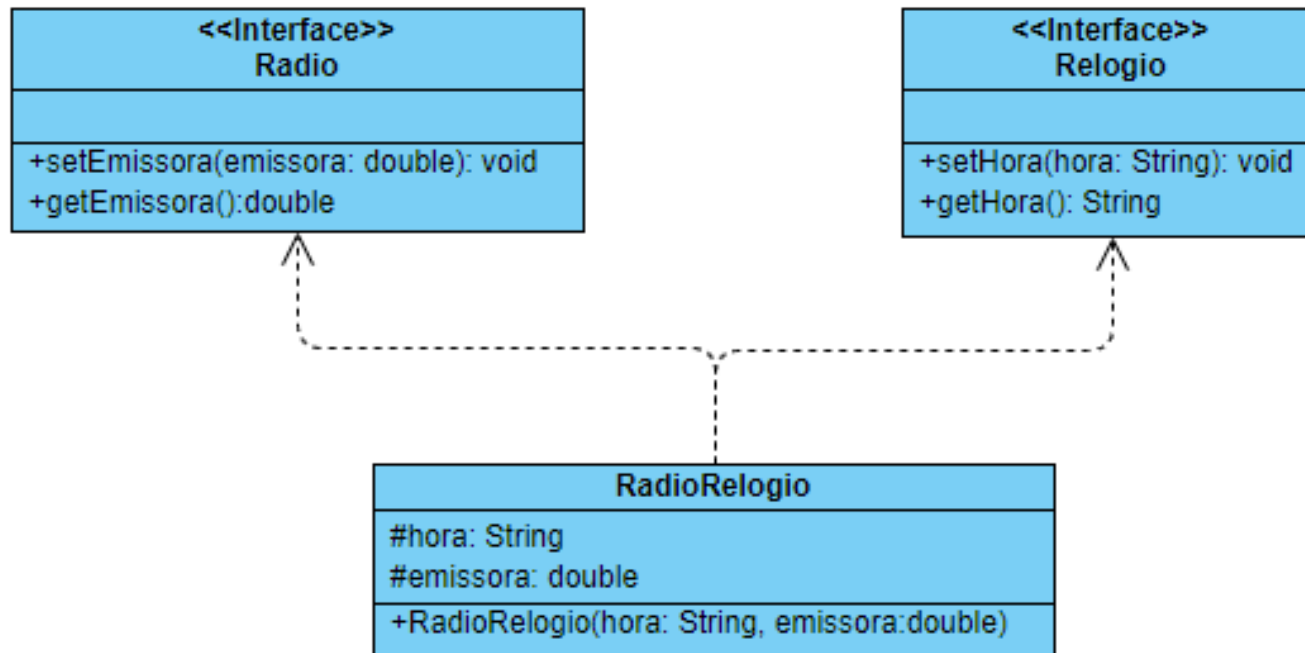 <<Interface>>
Radio
+setEmissora(emissora: double): void
+getEmissora():double
<<Interface>>
Relogio
+setHora(hora: String): void
+getHora(): String
RadioRelogio
#hora: String
#emissora: double
+RadioRelogio(hora: String, emissora:double)